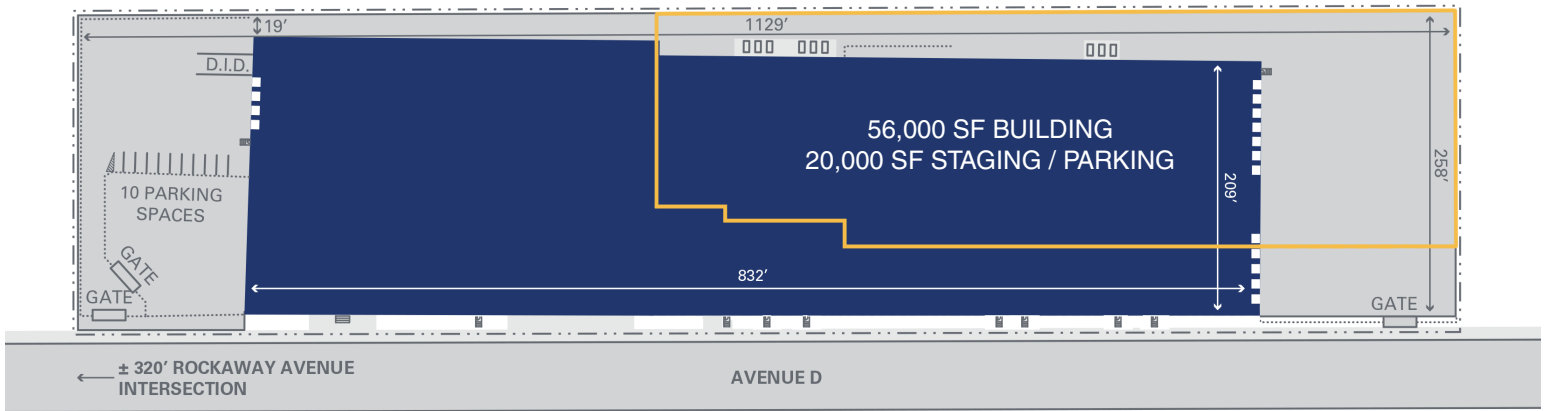 19’
1129’
D.I.D.
56,000 SF BUILDING
20,000 SF STAGING / PARKING
258’
209’
10 PARKING
SPACES
GATE
832’
GATE
GATE
± 320’ ROCKAWAY AVENUE
INTERSECTION
AVENUE D